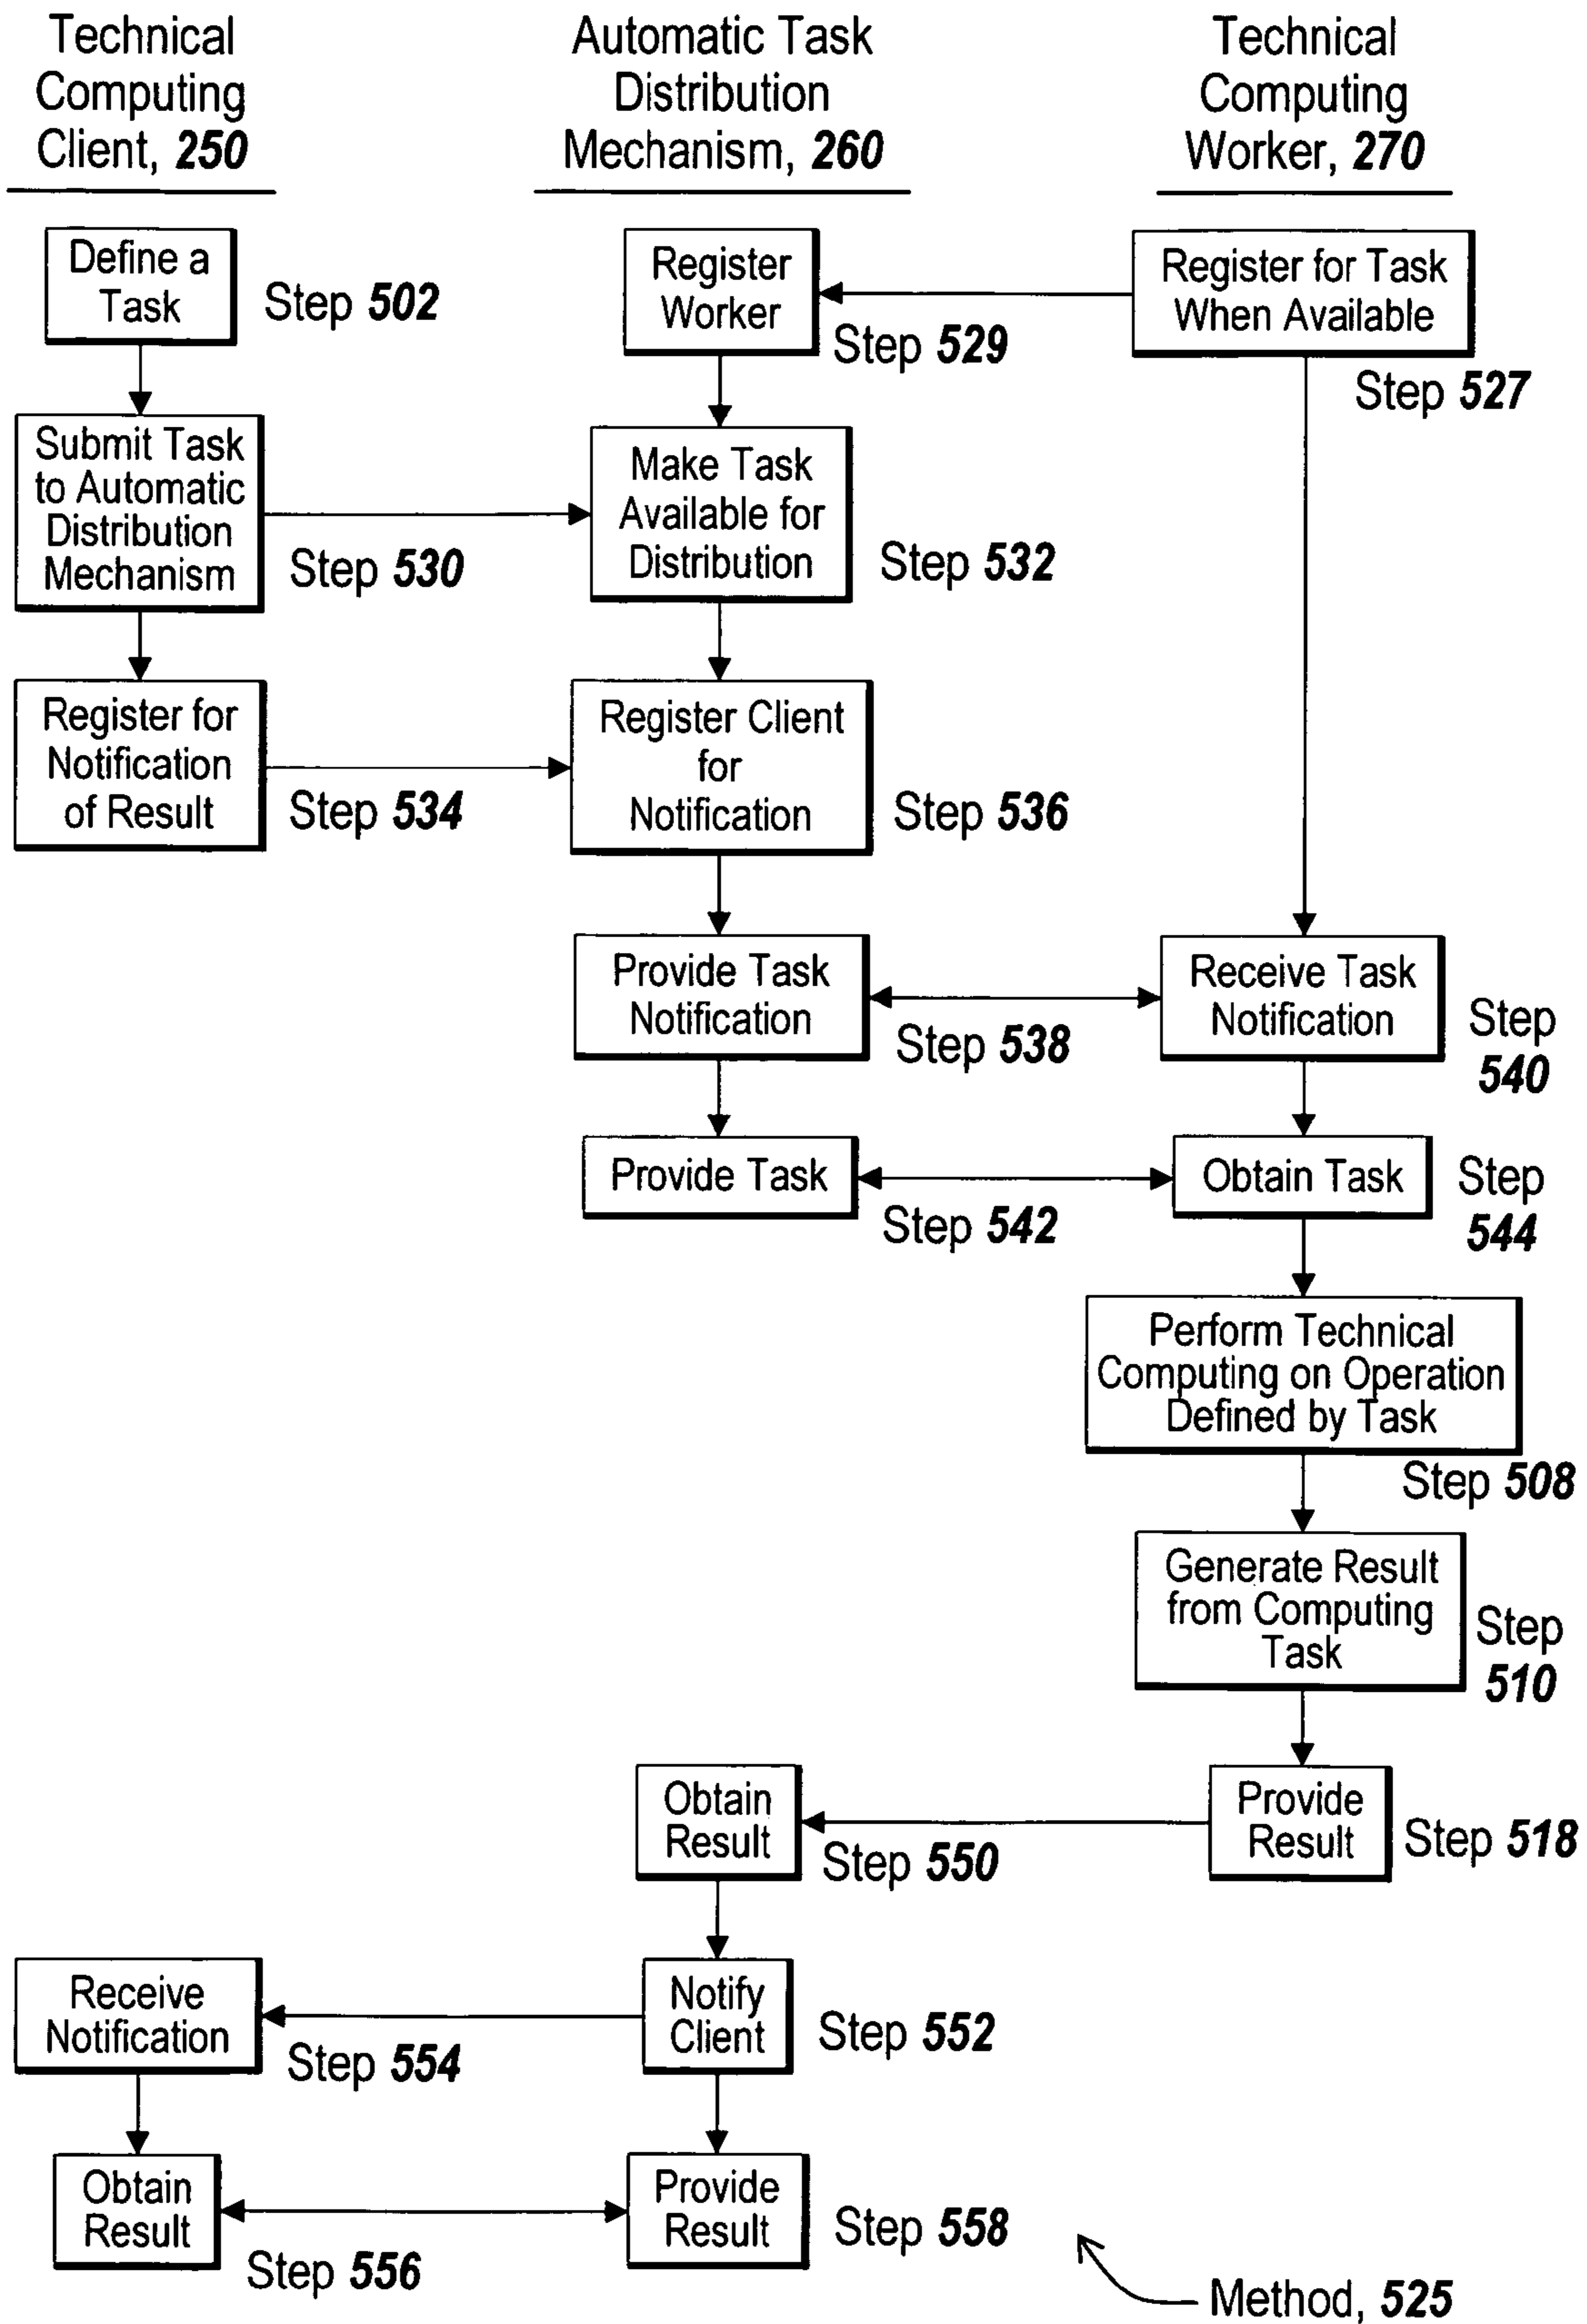 Technical
Computing
Client, 250
Automatic Task
Distribution
Mechanism, 260
Technical
Computing
Worker, 270
Define a
Task
Step 502
Register
Worker
Step 529
Register for Task
When Available
Step 527
Submit Task
to Automatic
Distribution
Mechanism
Step 530
Make Task
Available for
Distribution
Step 532
Register for
Notification
of Result
Step 534
Register Client
for
Notification
Step 536
Provide Task
Notification
Step 538
Receive Task
Notification
Step
540
Provide Task
Step 542
Obtain Task
Step
544
Perform Technical
Computing on Operation
Defined by Task
Step 508
Generate Result
from Computing
Task
Step
510
Obtain
Result
Step 550
Provide
Result
Step 518
Receive
Notification
Step 554
Notify
Client
Step 552
Obtain
Result
Step 556
Provide
Result
Step 558
Method, 525